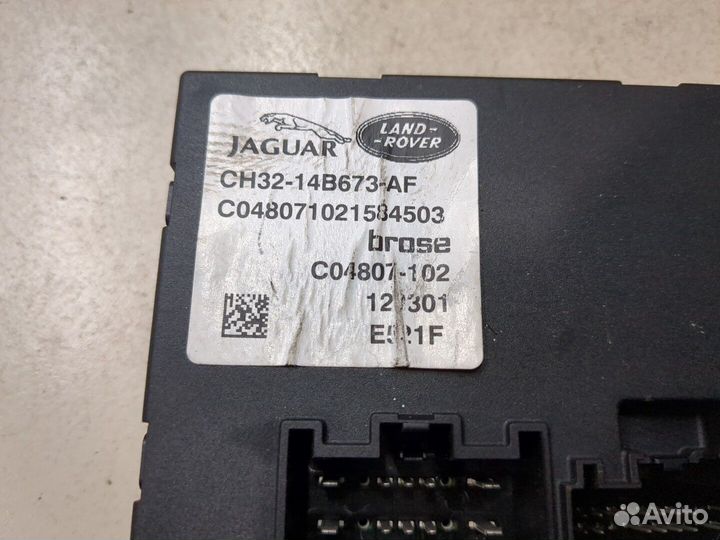 JAGUAR
LAND-
-ROVER
CH32-14B673-AF
C048071021584503
brose
C04807-102
E521F
Avito